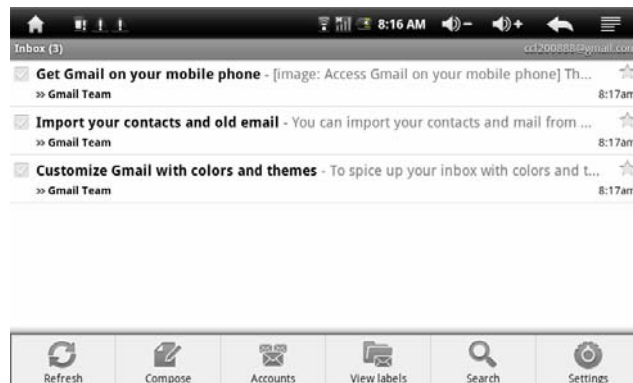 8:16 AM
Inbox (3)
ccl200888@gmail.com
Get Gmail on your mobile phone - [image: Access Gmail on your mobile phone] Th...
» Gmail Team 8:17am
Import your contacts and old email - You can import your contacts and mail from ...
» Gmail Team 8:17am
Customize Gmail with colors and themes - To spice up your inbox with colors and t...
» Gmail Team 8:17am
Refresh Compose Accounts View labels Search Settings